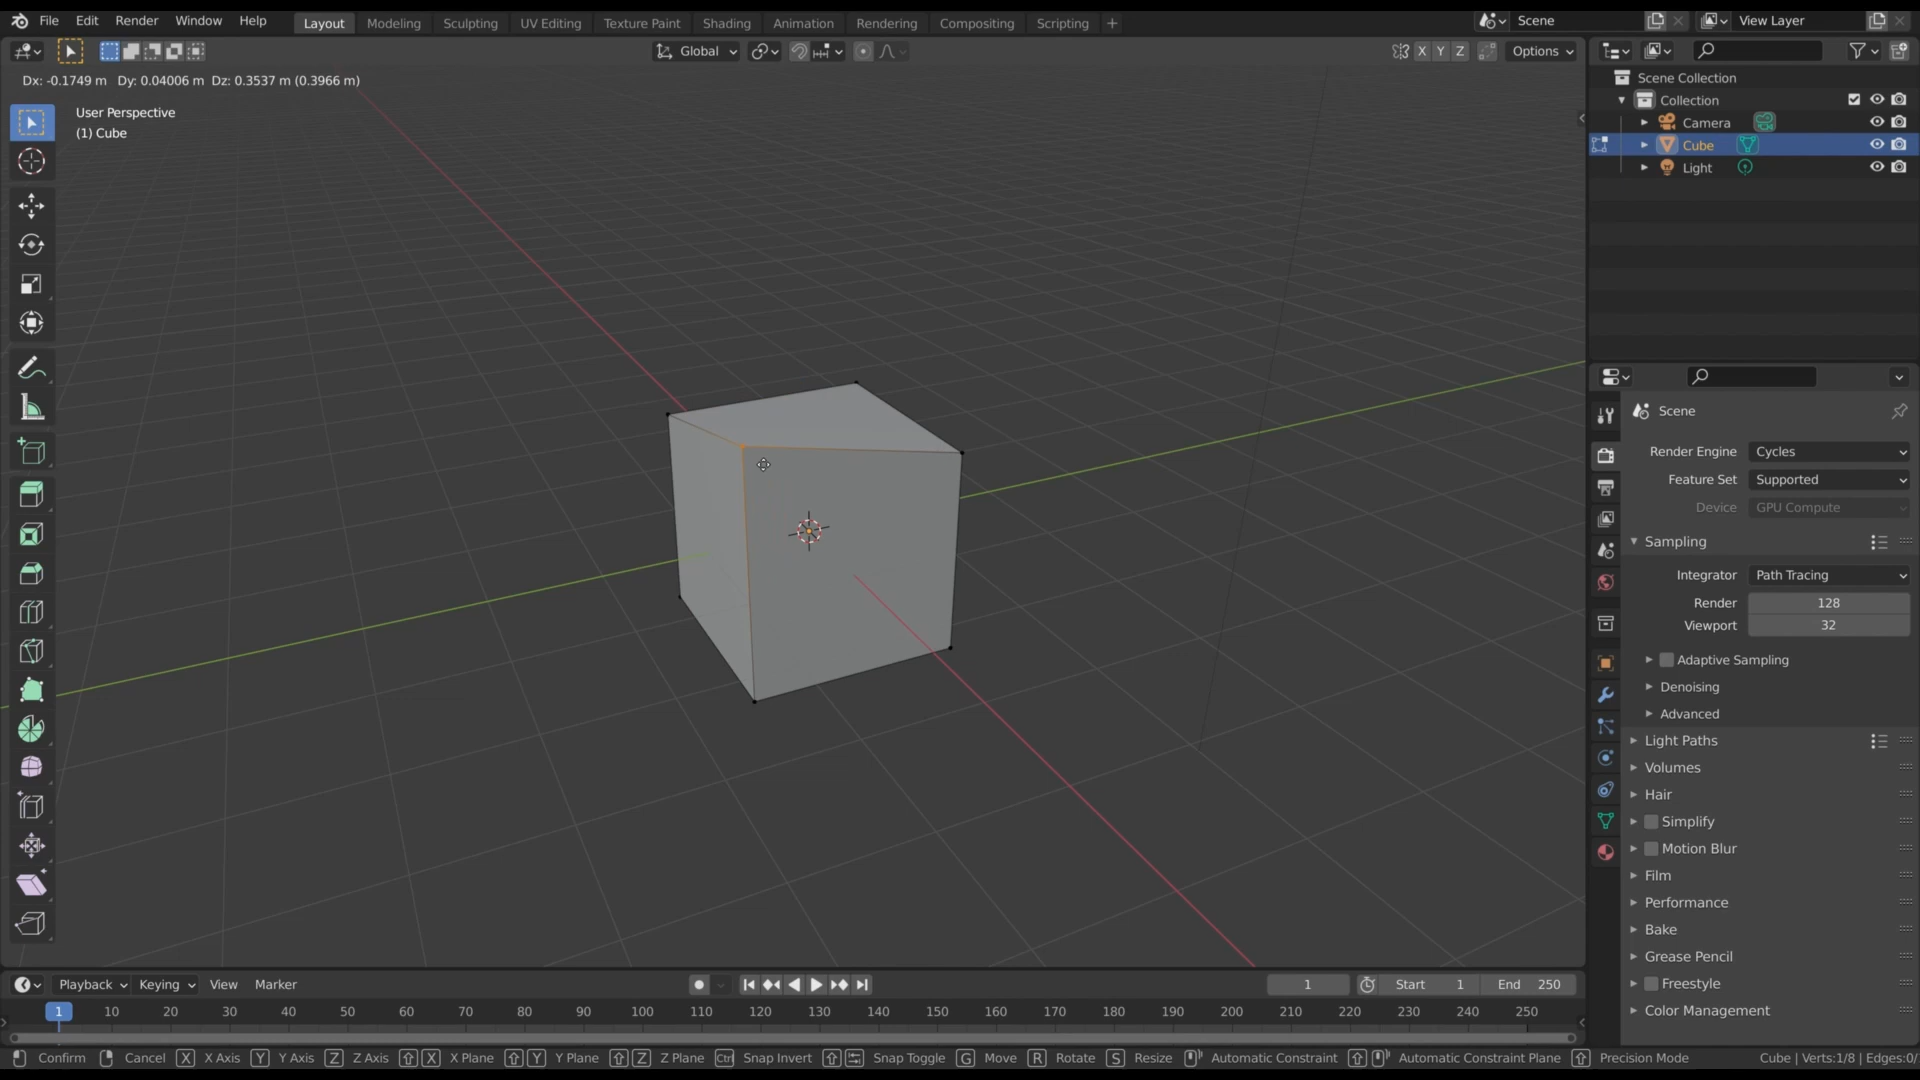 File Edit Render Window Help Layout Modeling Sculpting UV Editing Texture Paint Shading Animation Rendering Compositing Scripting + Scene View Layer
Global X Y Z Options
Dx: -0.1749 m Dy: 0.04006 m Dz: 0.3537 m (0.3966 m)
User Perspective
(1) Cube
Scene Collection
Collection
Camera
Cube
Light
Scene
Render Engine Cycles
Feature Set Supported
Device GPU Compute
Sampling
Integrator Path Tracing
Render 128
Viewport 32
Adaptive Sampling
Denoising
Advanced
Light Paths
Volumes
Hair
Simplify
Motion Blur
Film
Performance
Bake
Grease Pencil
Freestyle
Color Management
Playback Keying View Marker 1 Start 1 End 250
1 10 20 30 40 50 60 70 80 90 100 110 120 130 140 150 160 170 180 190 200 210 220 230 240 250
Confirm Cancel X X Axis Y Y Axis Z Z Axis X X Plane Y Y Plane Z Z Plane Ctrl Snap Invert Snap Toggle G Move R Rotate S Resize Automatic Constraint Automatic Constraint Plane Precision Mode Cube | Verts:1/8 | Edges:0/